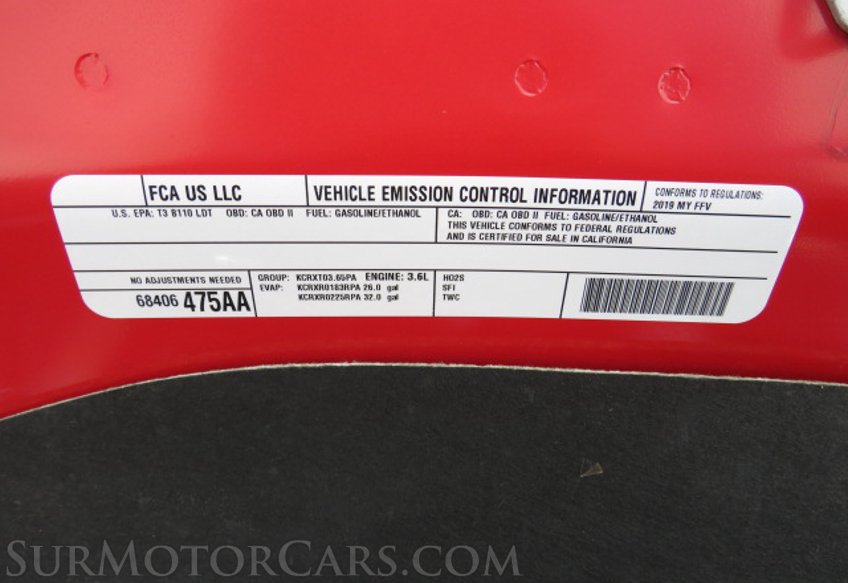 FCA US LLC
VEHICLE EMISSION CONTROL INFORMATION
CONFORMS TO REGULATIONS:
2019 MY FFV
U.S. EPA: T3 B110 LDT OBD: CA OBD II FUEL: GASOLINE/ETHANOL
CA: OBD: CA OBD II FUEL: GASOLINE/ETHANOL
THIS VEHICLE CONFORMS TO FEDERAL REGULATIONS
AND IS CERTIFIED FOR SALE IN CALIFORNIA
NO ADJUSTMENTS NEEDED
68406 475AA
GROUP: KCRXT03.65PA ENGINE: 3.6L
EVAP: KCRXR0183RPA 26.0 gal
KCRXR0225RPA 32.0 gal
HO2S
SFI
TWC
SURMOTORCARS.COM